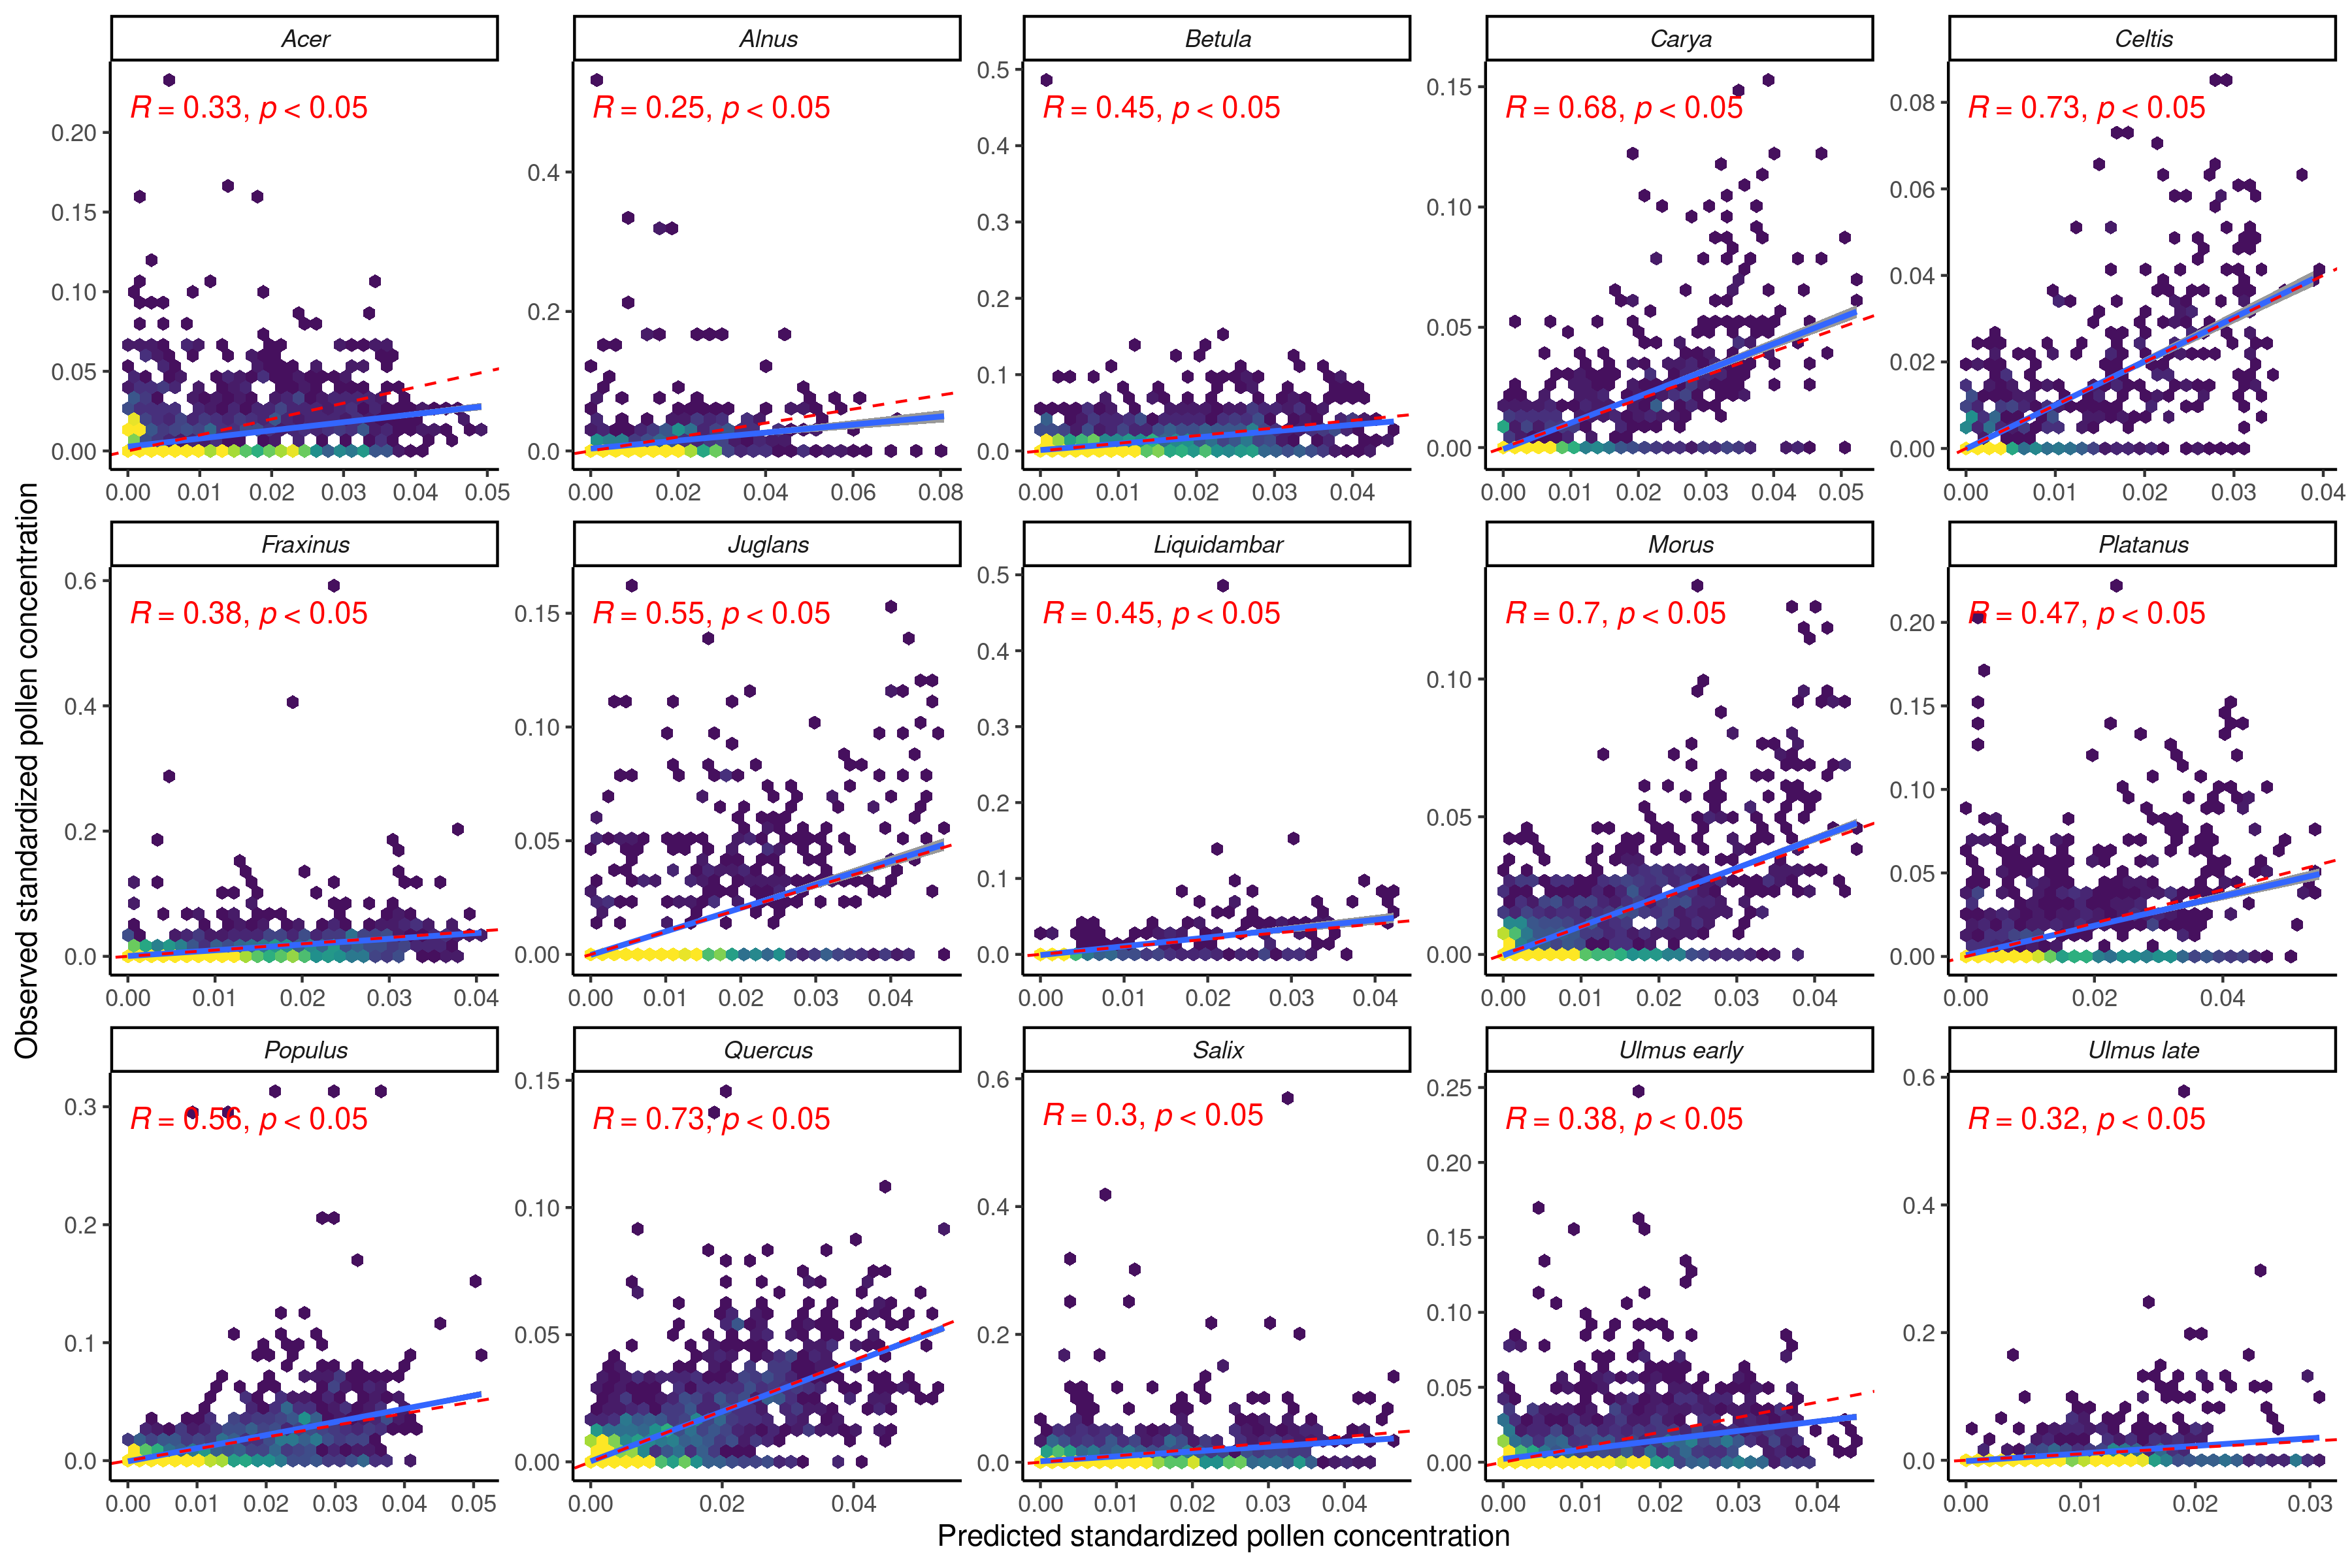 Acer
Alnus
Betula
Carya
Celtis
R = 0.33, p < 0.05
R = 0.25, p < 0.05
R = 0.45, p < 0.05
R = 0.68, p < 0.05
R = 0.73, p < 0.05
0.20
0.15
0.10
0.05
0.00
0.4
0.2
0.0
0.5
0.4
0.3
0.2
0.1
0.0
0.15
0.10
0.05
0.00
0.08
0.06
0.04
0.02
0.00
0.00 0.01 0.02 0.03 0.04 0.05
0.00 0.02 0.04 0.06 0.08
0.00 0.01 0.02 0.03 0.04
0.00 0.01 0.02 0.03 0.04 0.05
0.00 0.01 0.02 0.03 0.04
Observed standardized pollen concentration
Fraxinus
Juglans
Liquidambar
Morus
Platanus
R = 0.38, p < 0.05
R = 0.55, p < 0.05
R = 0.45, p < 0.05
R = 0.7, p < 0.05
R = 0.47, p < 0.05
0.6
0.4
0.2
0.0
0.15
0.10
0.05
0.00
0.5
0.4
0.3
0.2
0.1
0.0
0.10
0.05
0.00
0.20
0.15
0.10
0.05
0.00
0.00 0.01 0.02 0.03 0.04
0.00 0.01 0.02 0.03 0.04
0.00 0.01 0.02 0.03 0.04
0.00 0.01 0.02 0.03 0.04
0.00 0.02 0.04
Populus
Quercus
Salix
Ulmus early
Ulmus late
R = 0.56, p < 0.05
R = 0.73, p < 0.05
R = 0.3, p < 0.05
R = 0.38, p < 0.05
R = 0.32, p < 0.05
0.3
0.2
0.1
0.0
0.15
0.10
0.05
0.00
0.6
0.4
0.2
0.0
0.25
0.20
0.15
0.10
0.05
0.00
0.6
0.4
0.2
0.0
0.00 0.01 0.02 0.03 0.04 0.05
0.00 0.02 0.04
0.00 0.01 0.02 0.03 0.04
0.00 0.01 0.02 0.03 0.04
0.00 0.01 0.02 0.03
Predicted standardized pollen concentration